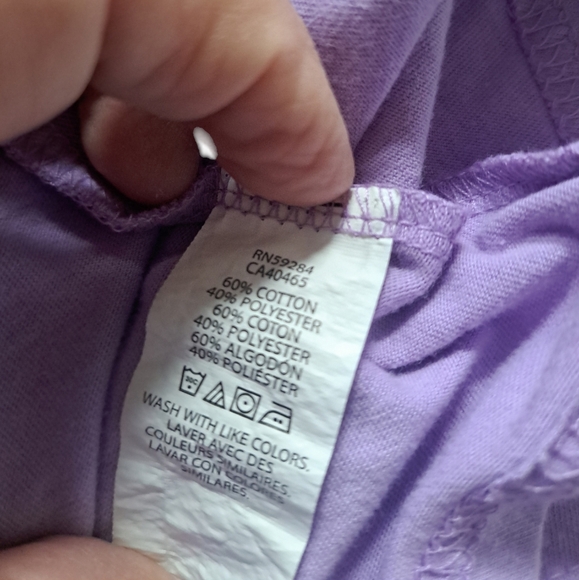 RN59284
CA40465
60% COTTON
40% POLYESTER
60% COTON
40% POLYESTER
60% ALGODÓN
40% POLIÉSTER
30C
WASH WITH LIKE COLORS.
LAVER AVEC DES
COULEURS SIMILAIRES.
LAVAR CON COLORES
SIMILARES.